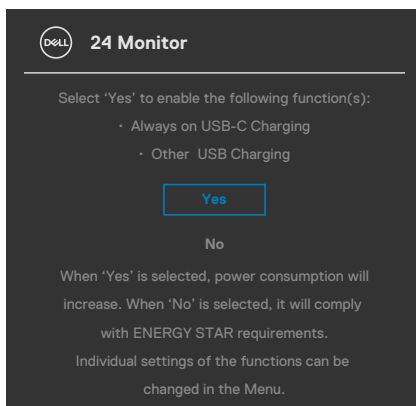 DELL 24 Monitor
Select ‘Yes’ to enable the following function(s):
· Always on USB-C Charging
· Other USB Charging
Yes
No
When ‘Yes’ is selected, power consumption will
increase. When ‘No’ is selected, it will comply
with ENERGY STAR requirements.
Individual settings of the functions can be
changed in the Menu.